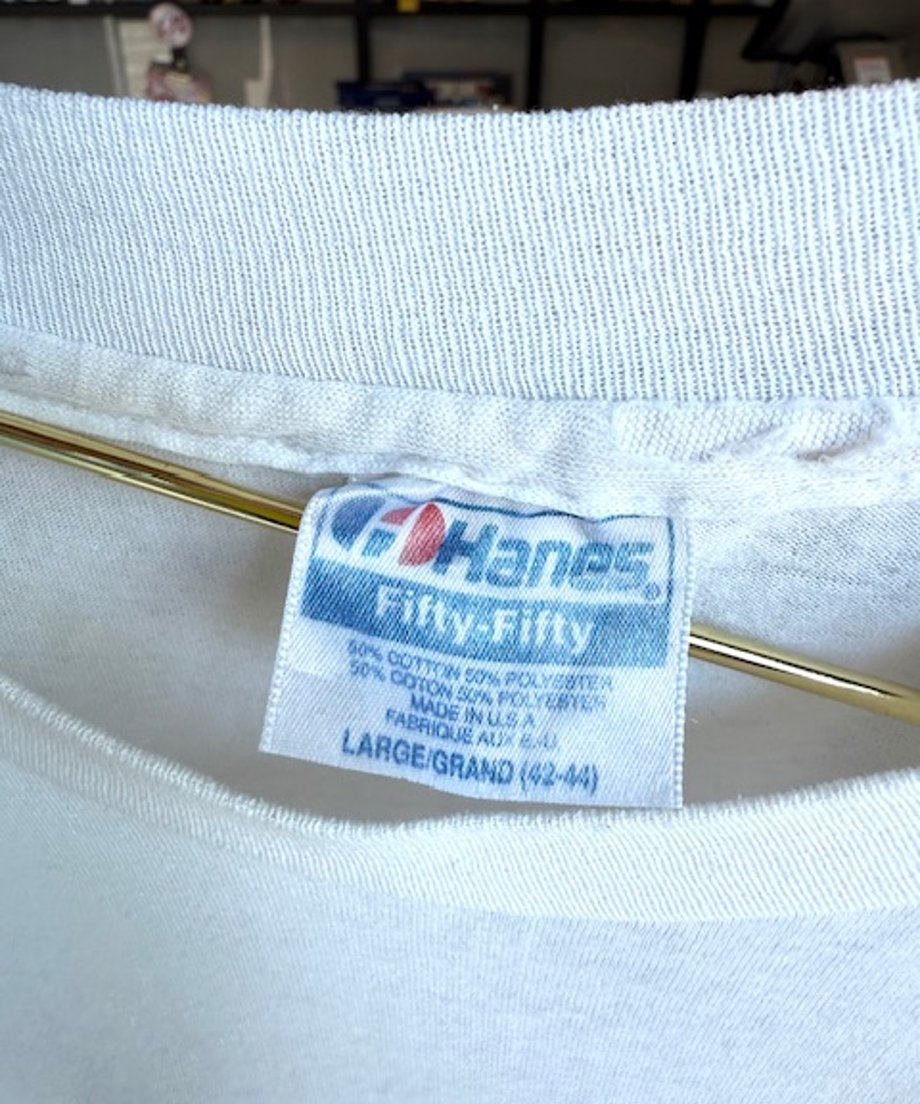 Hanes®
Fifty-Fifty
50% COTTON 50% POLYESTER
50% COTON 50% POLYESTER
MADE IN U.S.A
FABRIQUE AUX E.-U.
LARGE/GRAND (42-44)